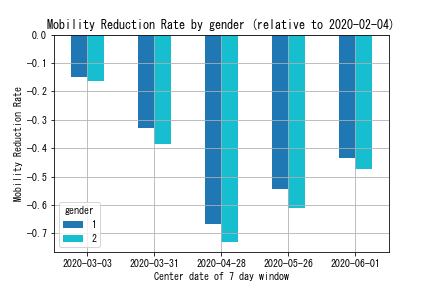 Mobility Reduction Rate by gender (relative to 2020-02-04)
0.0
−0.1
−0.2
−0.3
−0.4
−0.5
−0.6
−0.7
Mobility Reduction Rate
gender
1
2
2020-03-03 2020-03-31 2020-04-28 2020-05-26 2020-06-01
Center date of 7 day window